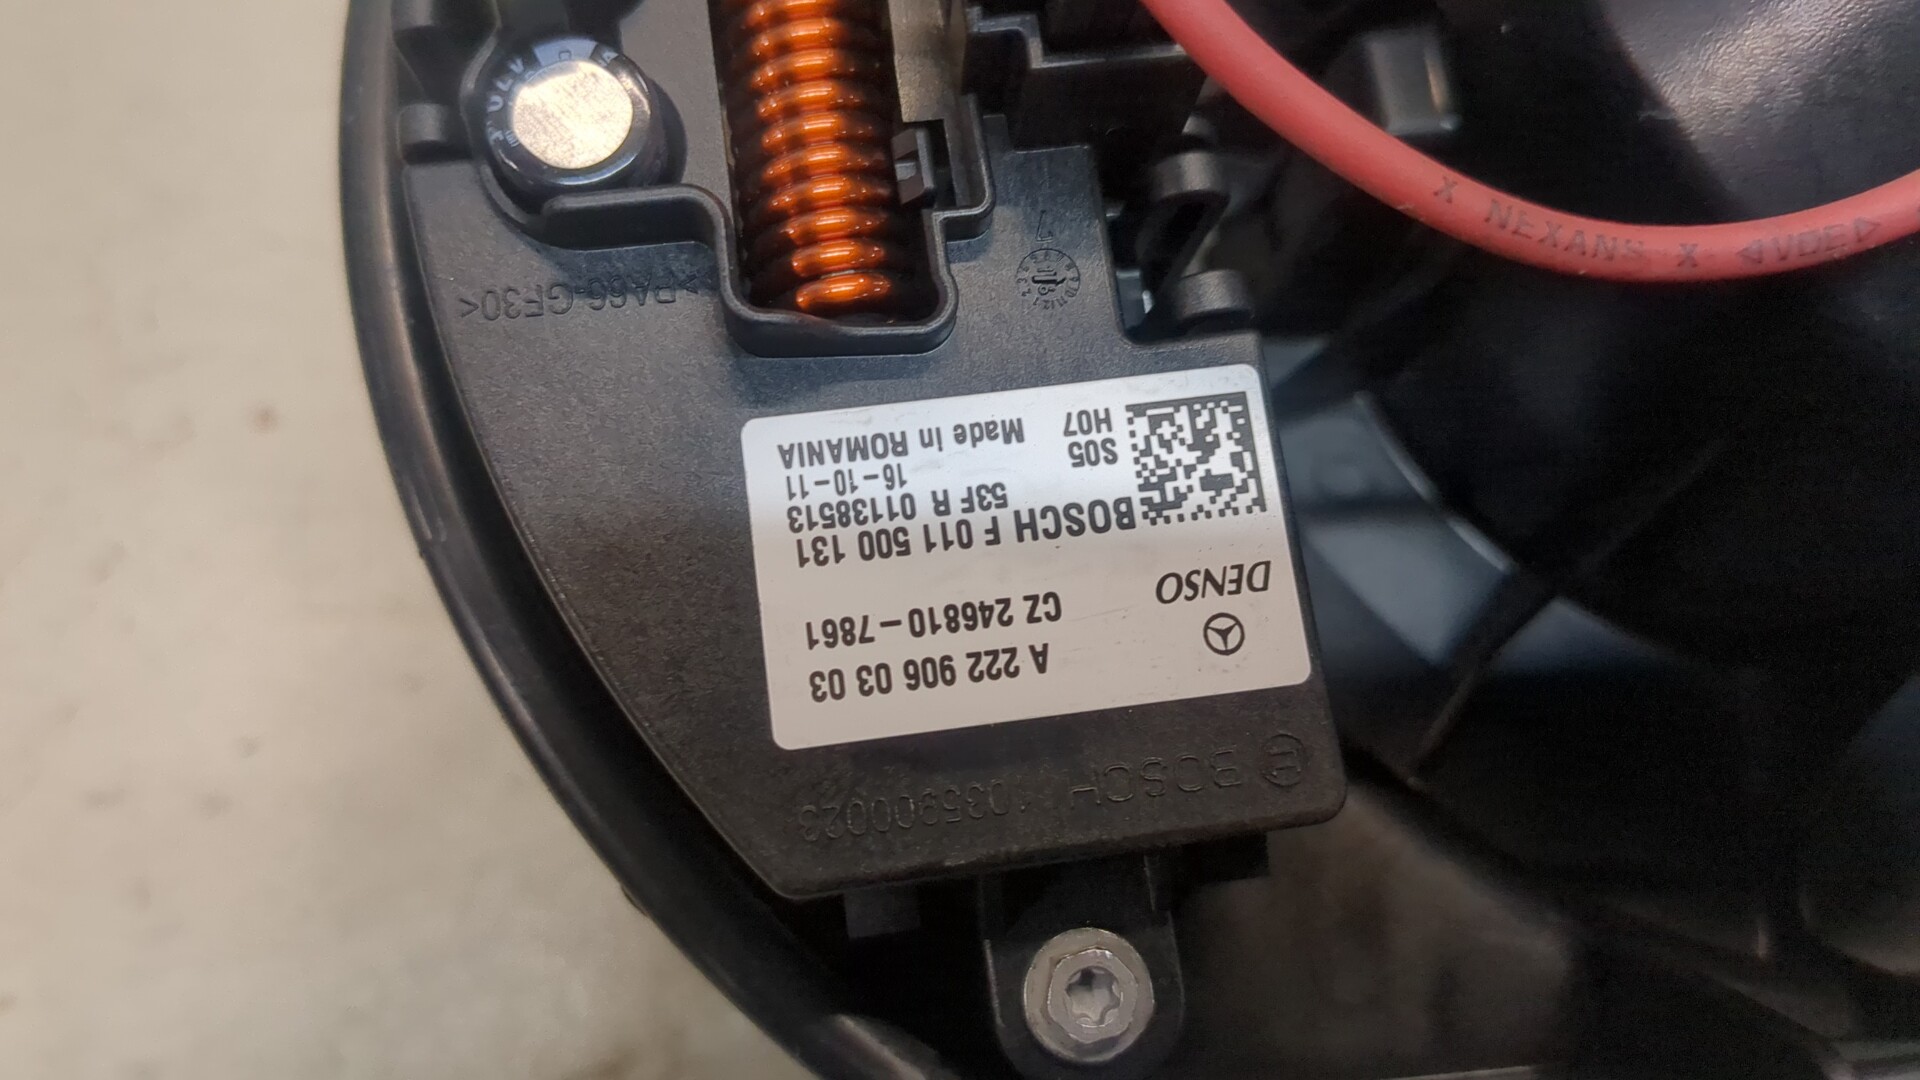 A 222 906 03 03
CZ 246810-7861
DENSO
BOSCH F 011 500 131
53F R 01138513
16-10-11
S05
H07
Made in ROMANIA
BOSCH 1035900023
>PA66-GF30<
X NEXANS X ◁VDE▷